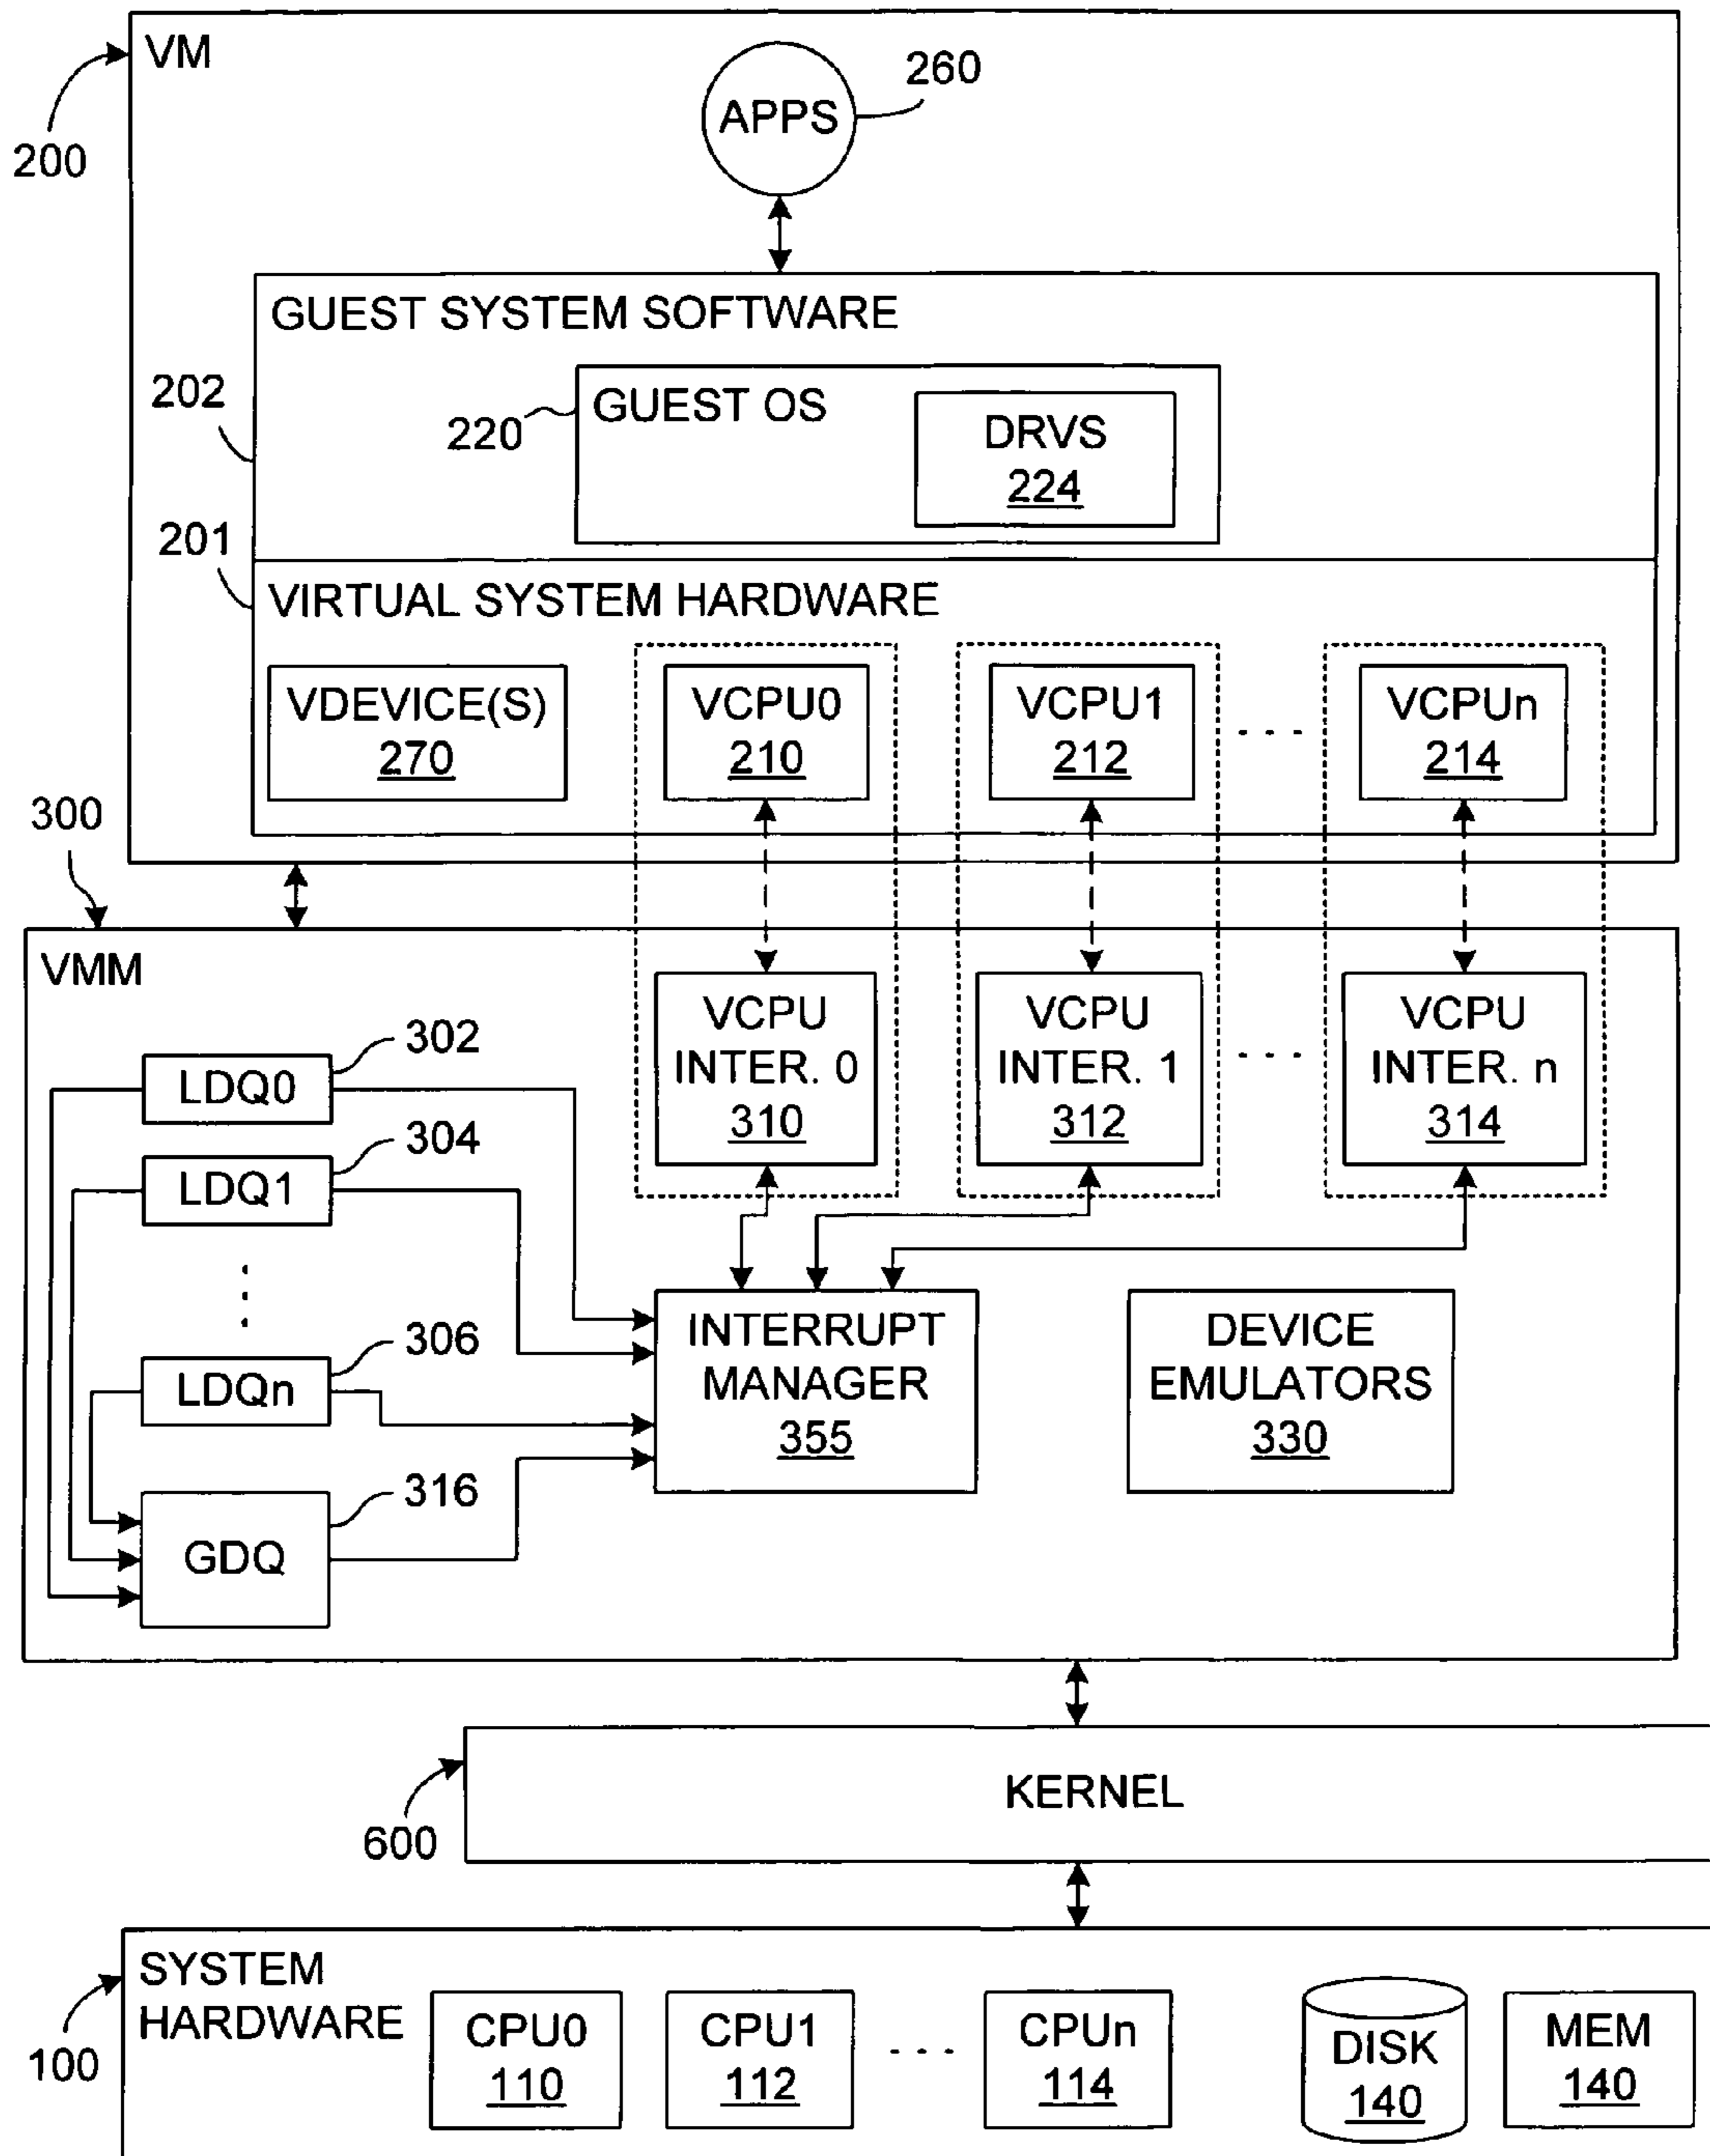 VM
200
APPS
260
GUEST SYSTEM SOFTWARE
202
GUEST OS
220
DRVS
224
201
VIRTUAL SYSTEM HARDWARE
VDEVICE(S)
270
VCPU0
210
VCPU1
212
. . . .
VCPUn
214
300
VMM
VCPU
INTER. 0
310
VCPU
INTER. 1
312
. . . .
VCPU
INTER. n
314
LDQ0
302
LDQ1
304
LDQn
306
GDQ
316
INTERRUPT
MANAGER
355
DEVICE
EMULATORS
330
KERNEL
600
SYSTEM
HARDWARE
100
CPU0
110
CPU1
112
. . . .
CPUn
114
DISK
140
MEM
140